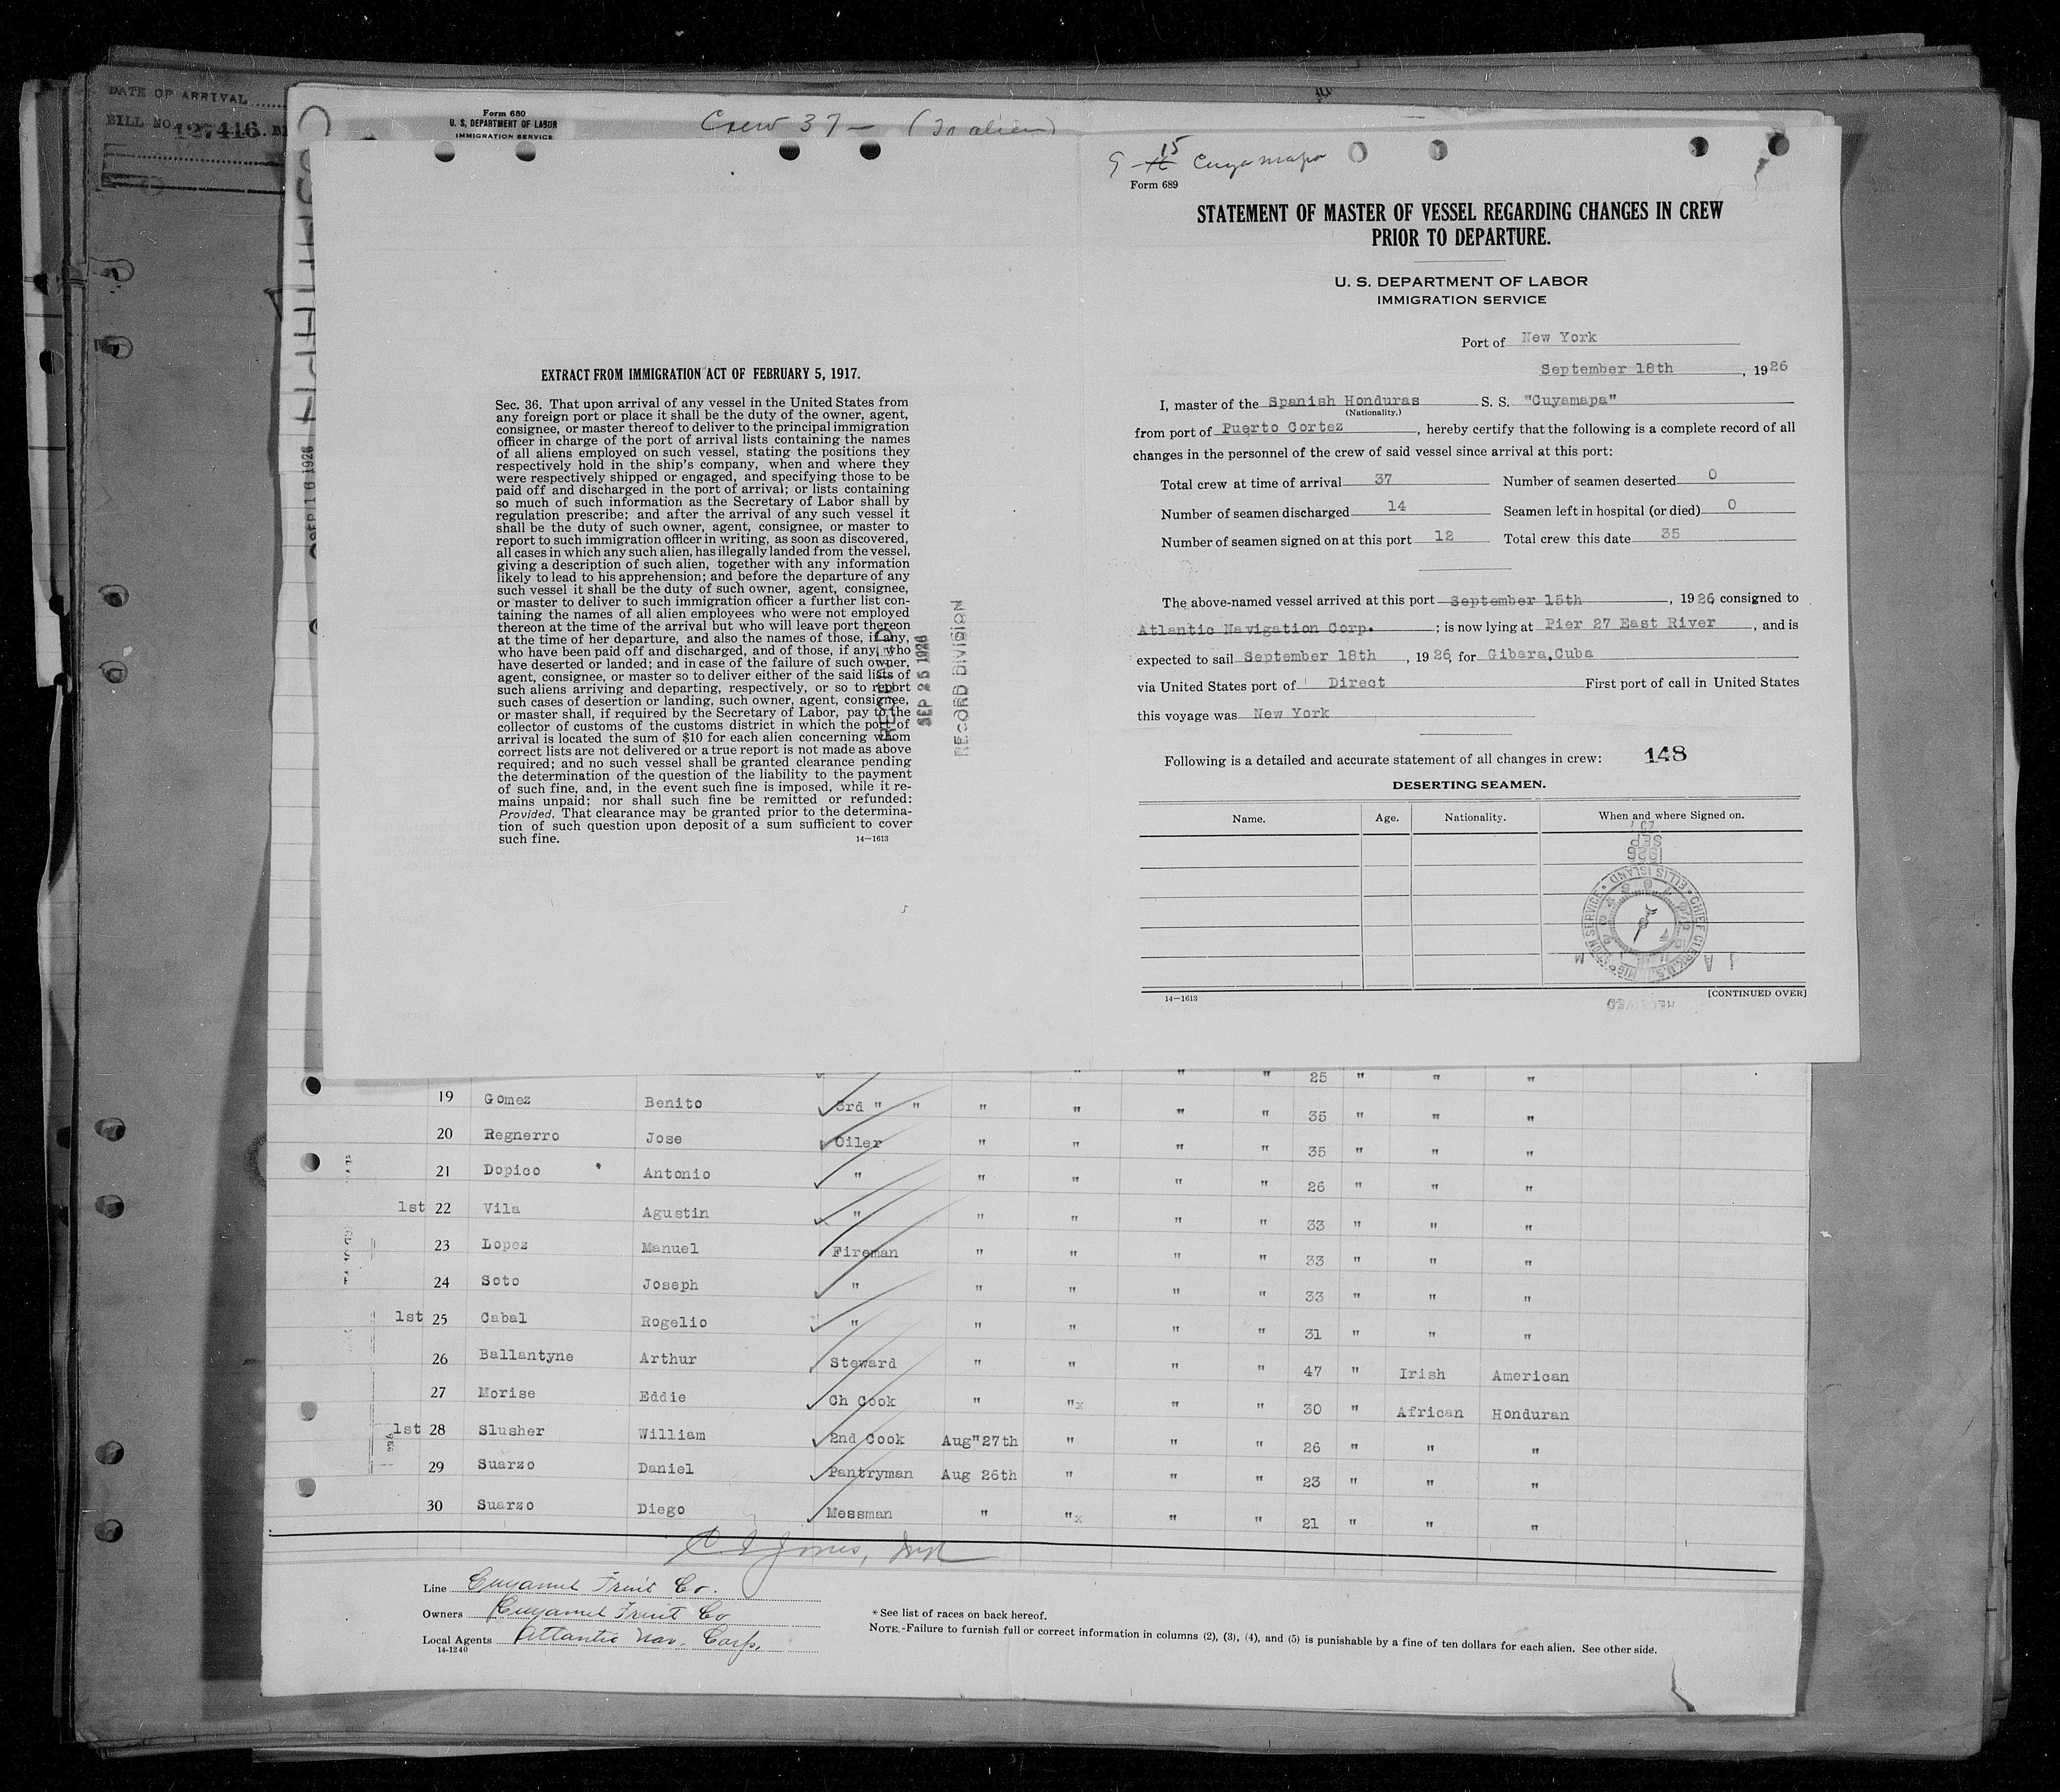 DATE OF ARRIVAL
BILL NO. 127416
Form 680
U. S. DEPARTMENT OF LABOR
IMMIGRATION SERVICE
Crew 37 —
SEP 16 1926
EXTRACT FROM IMMIGRATION ACT OF FEBRUARY 5, 1917.
Sec. 36. That upon arrival of any vessel in the United States from
any foreign port or place it shall be the duty of the owner, agent,
consignee, or master thereof to deliver to the principal immigration
officer in charge of the port of arrival lists containing the names
of all aliens employed on such vessel, stating the positions they
respectively hold in the ship's company, when and where they
were respectively shipped or engaged, and specifying those to be
paid off and discharged in the port of arrival; or lists containing
so much of such information as the Secretary of Labor shall by
regulation prescribe; and after the arrival of any such vessel it
shall be the duty of such owner, agent, consignee, or master to
report to such immigration officer in writing, as soon as discovered,
all cases in which any such alien, has illegally landed from the vessel,
giving a description of such alien, together with any information
likely to lead to his apprehension; and before the departure of any
such vessel it shall be the duty of such owner, agent, consignee,
or master to deliver to such immigration officer a further list con-
taining the names of all alien employees who were not employed
thereon at the time of the arrival but who will leave port thereon
at the time of her departure, and also the names of those, if any,
who have been paid off and discharged, and of those, if any, who
have deserted or landed; and in case of the failure of such owner,
agent, consignee, or master so to deliver either of the said lists of
such aliens arriving and departing, respectively, or so to report
such cases of desertion or landing, such owner, agent, consignee,
or master shall, if required by the Secretary of Labor, pay to the
collector of customs of the customs district in which the port of
arrival is located the sum of $10 for each alien concerning whom
correct lists are not delivered or a true report is not made as above
required; and no such vessel shall be granted clearance pending
the determination of the question of the liability to the payment
of such fine, and, in the event such fine is imposed, while it re-
mains unpaid; nor shall such fine be remitted or refunded:
Provided, That clearance may be granted prior to the determina-
tion of such question upon deposit of a sum sufficient to cover
such fine.
14—1613
RECEIVED
SEP 25 1926
RECORD DIVISION
9 15 Cuyamapa
Form 689
STATEMENT OF MASTER OF VESSEL REGARDING CHANGES IN CREW
PRIOR TO DEPARTURE.
U. S. DEPARTMENT OF LABOR
IMMIGRATION SERVICE
Port of New York
September 18th, 1926
I, master of the Spanish Honduras S. S. "Cuyamapa"
(Nationality.)
from port of Puerto Cortez, hereby certify that the following is a complete record of all
changes in the personnel of the crew of said vessel since arrival at this port:
Total crew at time of arrival 37 Number of seamen deserted 0
Number of seamen discharged 14 Seamen left in hospital (or died) 0
Number of seamen signed on at this port 12 Total crew this date 35
The above-named vessel arrived at this port September 15th, 1926, consigned to
Atlantic Navigation Corp.; is now lying at Pier 27 East River, and is
expected to sail September 18th, 1926, for Gibara,Cuba
via United States port of Direct First port of call in United States
this voyage was New York
Following is a detailed and accurate statement of all changes in crew: 148
DESERTING SEAMEN.
Name. Age. Nationality. When and where Signed on.
SEP
1926
CHIEF CLERK, U.S. IMMIGRATION SERVICE • ELLIS ISLAND •
RECEIVED
14—1613
[CONTINUED OVER]
" " " 25 " " "
19 Gomez Benito 3rd " " " " " " 35 " " "
20 Regnerro Jose Oiler " " " " 35 " " "
21 Dopico Antonio " " " " " 26 " " "
1st 22 Vila Agustin " " " " " 33 " " "
23 Lopez Manuel Fireman " " " " 33 " " "
24 Soto Joseph " " " " " 33 " " "
1st 25 Cabal Rogelio " " " " " 31 " " "
26 Ballantyne Arthur Steward " " " " 47 " Irish American
27 Morise Eddie Ch Cook " "x " " 30 " African Honduran
1st 28 Slusher William 2nd Cook Aug"27th " " " 26 " " "
29 Suarzo Daniel Pantryman Aug 26th " " " 23 " " "
30 Suarzo Diego Messman " "x " " 21 " " "
Jones,
Line Cuyamel Fruit Co.
Owners Cuyamel Fruit Co
Local Agents Atlantic Nav. Corp.
14-1240
*See list of races on back hereof.
NOTE.-Failure to furnish full or correct information in columns (2), (3), (4), and (5) is punishable by a fine of ten dollars for each alien. See other side.